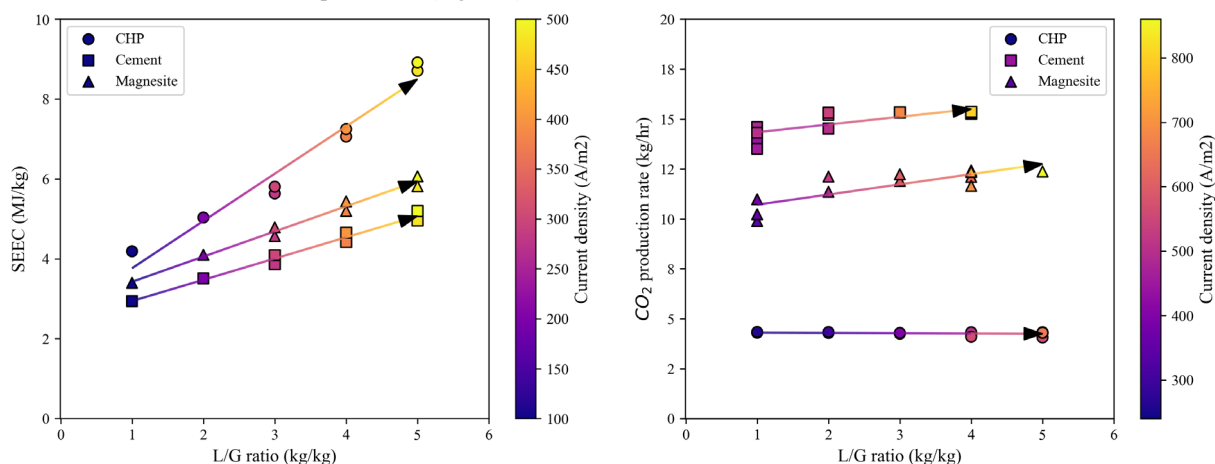 10
8
6
4
2
0
SEEC (MJ/kg)
CHP
Cement
Magnesite
0 1 2 3 4 5 6
L/G ratio (kg/kg)
500
450
400
350
300
250
200
150
100
Current density (A/m2)
20
18
15
12
10
8
5
2
0
CO2 production rate (kg/hr)
CHP
Cement
Magnesite
0 1 2 3 4 5 6
L/G ratio (kg/kg)
800
700
600
500
400
300
Current density (A/m2)